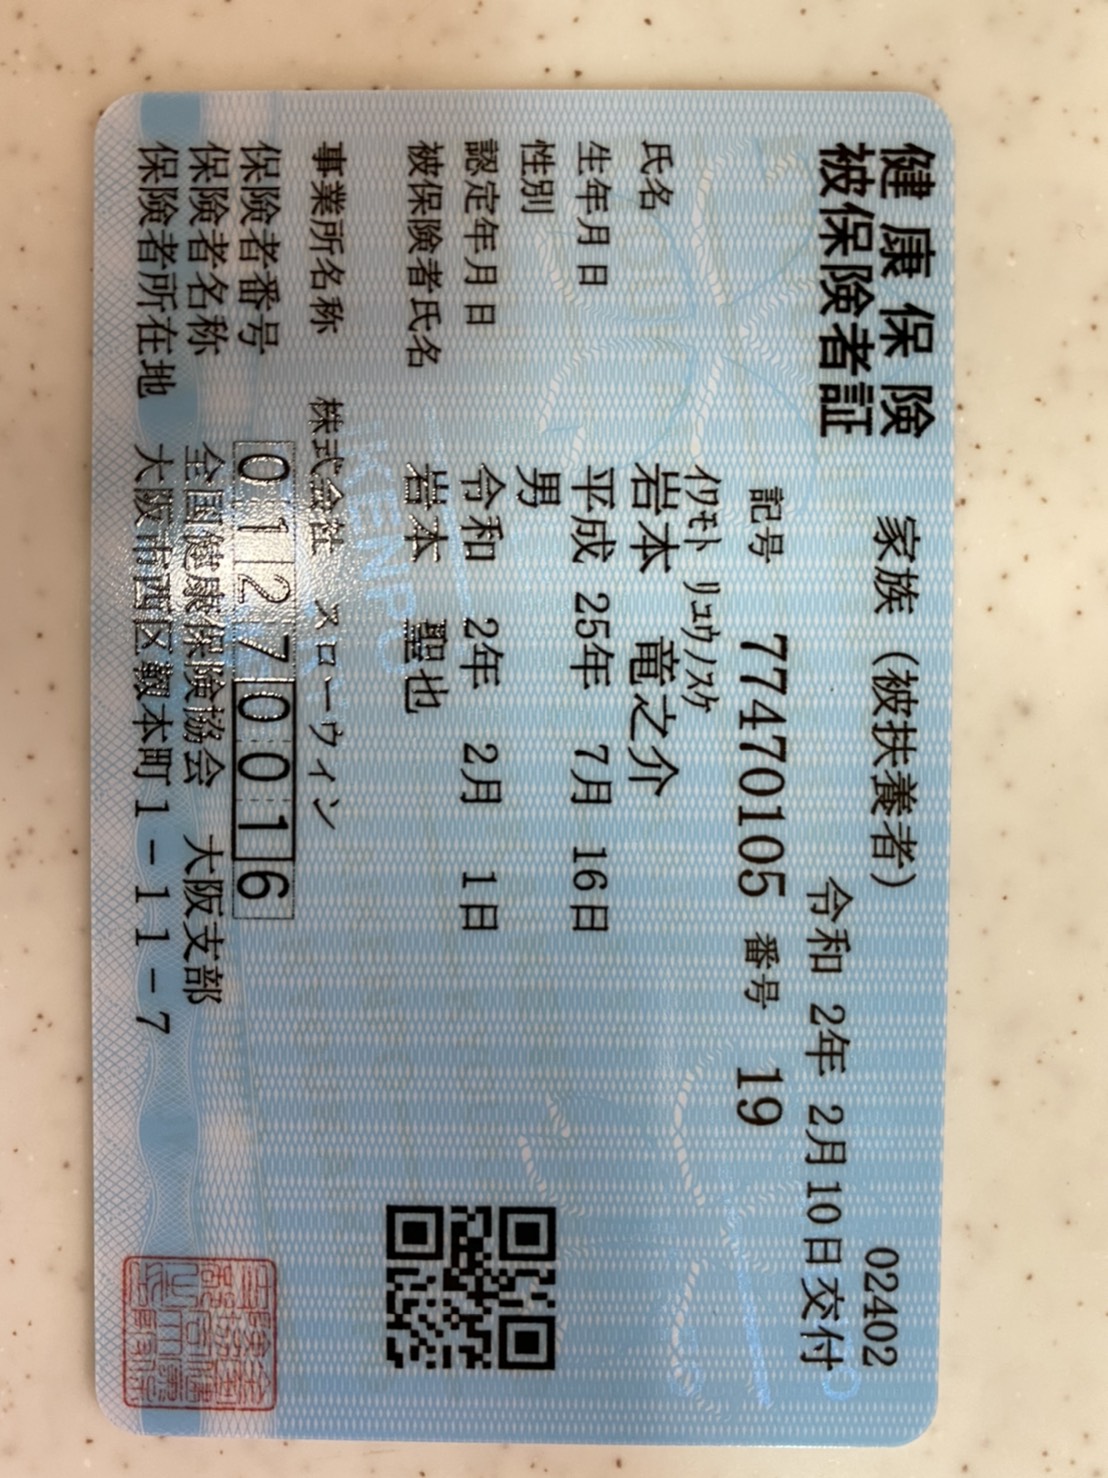 健康保険
被保険者証
家族（被扶養者）
02402
令和 2年 2月10日交付
記号 77470105 番号 19
ｲﾜﾓﾄ ﾘﾕｳﾉｽｹ
氏名 岩本 竜之介
生年月日 平成 25年 7月 16日
性別 男
認定年月日 令和 2年 2月 1日
被保険者氏名 岩本 聖也
事業所名称 株式会社 スローウィン
保険者番号 01270016
保険者名称 全国健康保険協会 大阪支部
保険者所在地 大阪市西区靱本町1-11-7